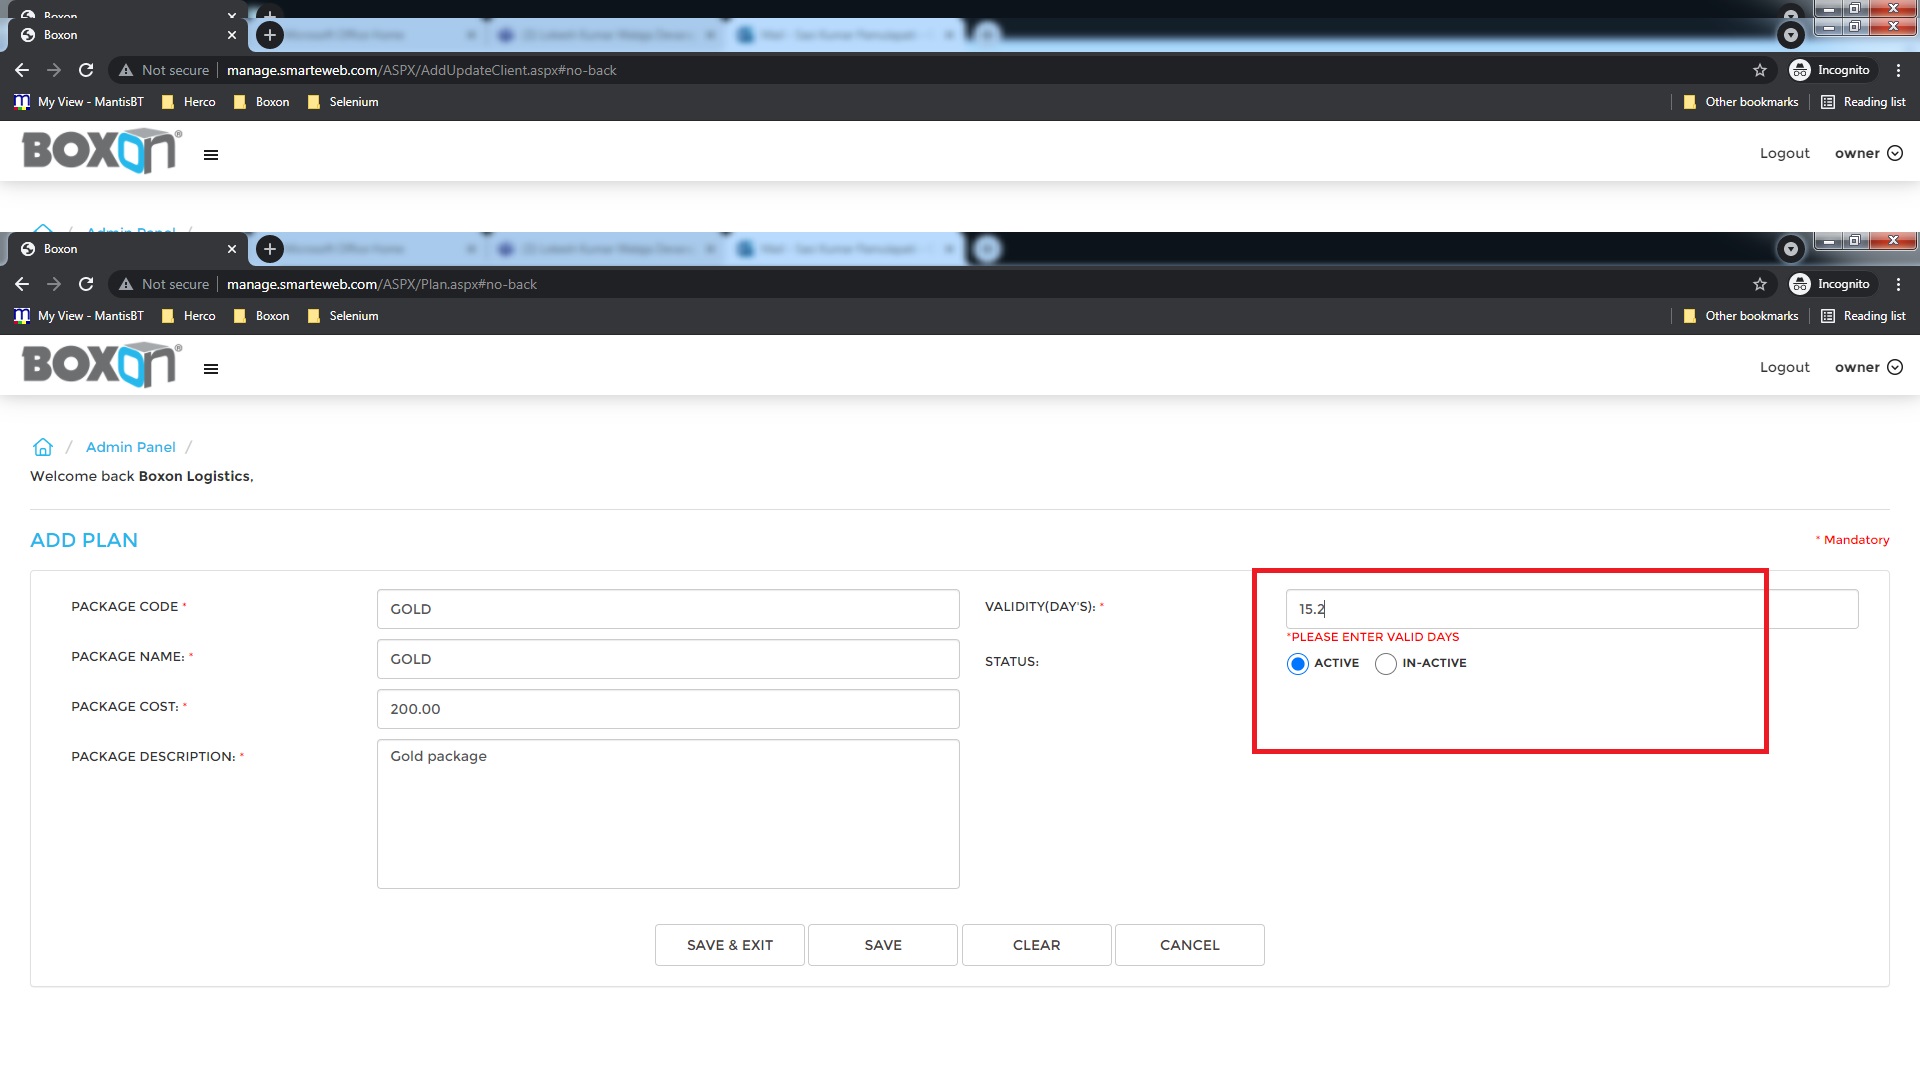 Boxon
Boxon
Not secure manage.smarteweb.com/ASPX/AddUpdateClient.aspx#no-back Incognito
My View - MantisBT Herco Boxon Selenium Other bookmarks Reading list
BOXON® Logout owner
Admin Panel /
Boxon
Not secure manage.smarteweb.com/ASPX/Plan.aspx#no-back Incognito
My View - MantisBT Herco Boxon Selenium Other bookmarks Reading list
BOXON® Logout owner
/ Admin Panel /
Welcome back Boxon Logistics,
ADD PLAN * Mandatory
PACKAGE CODE * GOLD VALIDITY(DAY'S): * 15.2
*PLEASE ENTER VALID DAYS
PACKAGE NAME: * GOLD STATUS: ACTIVE IN-ACTIVE
PACKAGE COST: * 200.00
PACKAGE DESCRIPTION: * Gold package
SAVE & EXIT SAVE CLEAR CANCEL